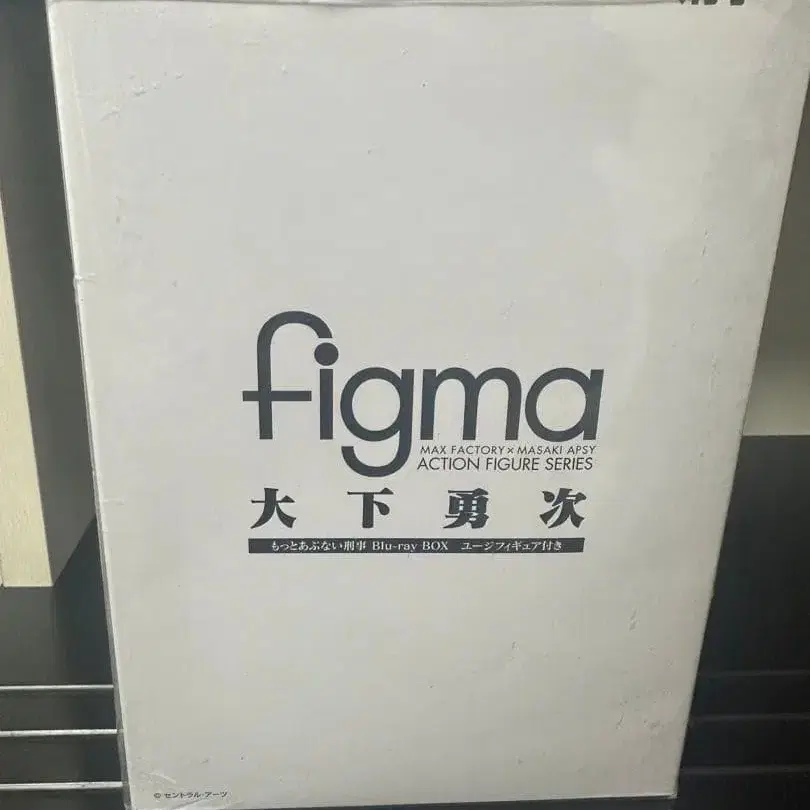 figma
MAX FACTORY × MASAKI APSY
ACTION FIGURE SERIES
大下勇次
もっとあぶない刑事 Blu-ray BOX ユージフィギュア付き
© セントラル・アーツ